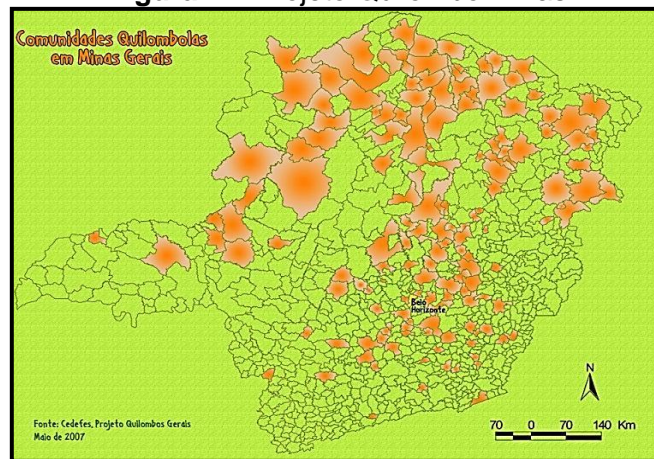 Comunidades Quilombolas
em Minas Gerais
Belo
Horizonte
N
70 0 70 140 Km
Fonte: Cedefes, Projeto Quilombos Gerais
Maio de 2007